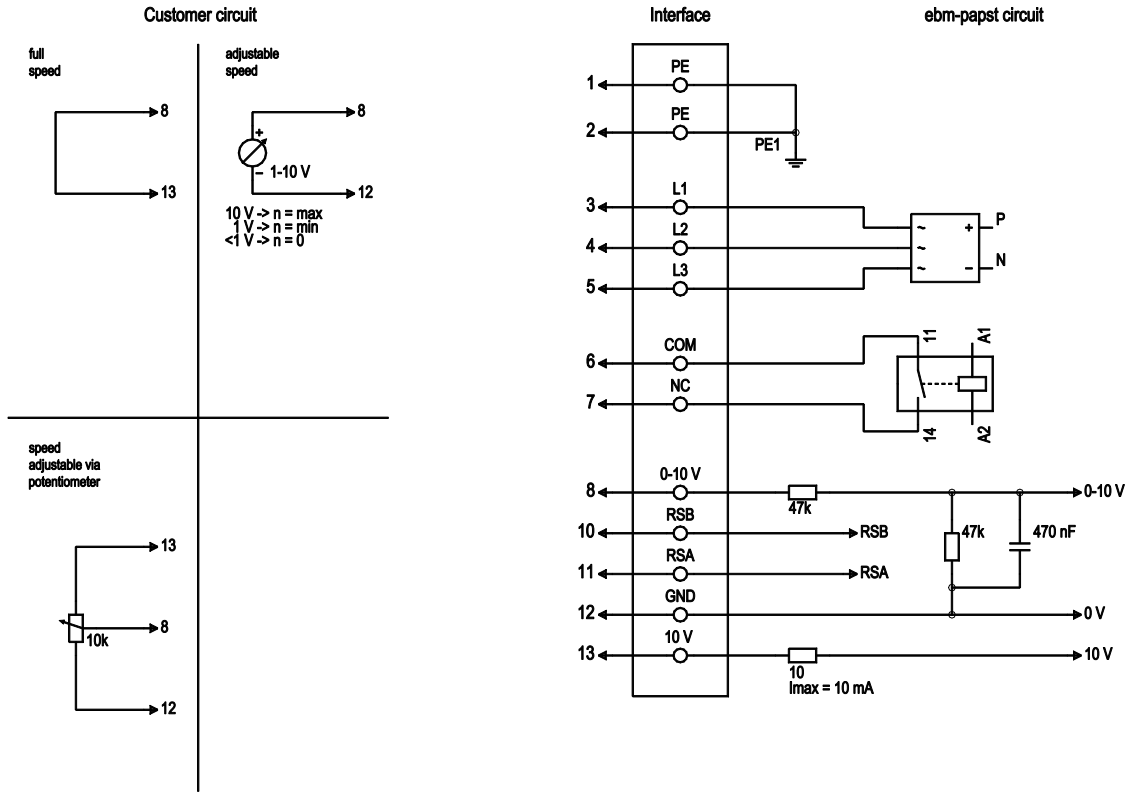 Customer circuit
Interface
ebm-papst circuit
full
speed
8
13
adjustable
speed
8
+
−
1-10 V
12
10 V -> n = max
1 V -> n = min
<1 V -> n = 0
speed
adjustable via
potentiometer
13
8
10k
12
1
PE
2
PE
PE1
3
L1
4
L2
5
L3
~
+
P
~
~
−
N
6
COM
11
A1
7
NC
14
A2
8
0-10 V
47k
0-10 V
10
RSB
RSB
47k
470 nF
11
RSA
RSA
12
GND
0 V
13
10 V
10 V
10
Imax = 10 mA